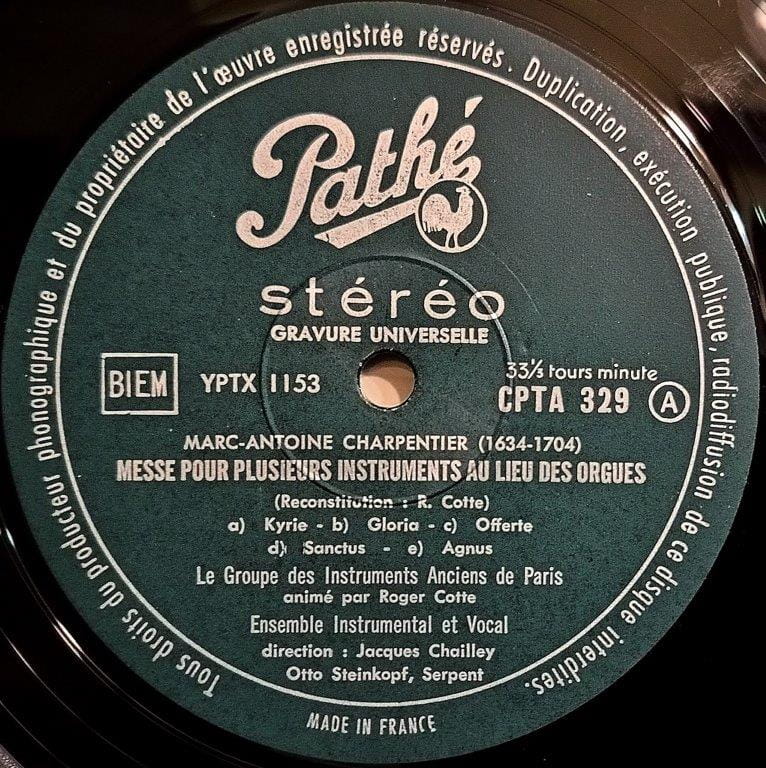 Tous droits du producteur phonographique et du propriétaire de l'œuvre enregistrée réservés. Duplication, exécution publique, radiodiffusion de ce disque interdites.
Pathé
stéréo
GRAVURE UNIVERSELLE
BIEM YPTX 1153
33⅓ tours minute
CPTA 329 A
MARC-ANTOINE CHARPENTIER (1634-1704)
MESSE POUR PLUSIEURS INSTRUMENTS AU LIEU DES ORGUES
(Reconstitution : R. Cotte)
a) Kyrie - b) Gloria - c) Offerte
d) Sanctus - e) Agnus
Le Groupe des Instruments Anciens de Paris
animé par Roger Cotte
Ensemble Instrumental et Vocal
direction : Jacques Chailley
Otto Steinkopf, Serpent
MADE IN FRANCE